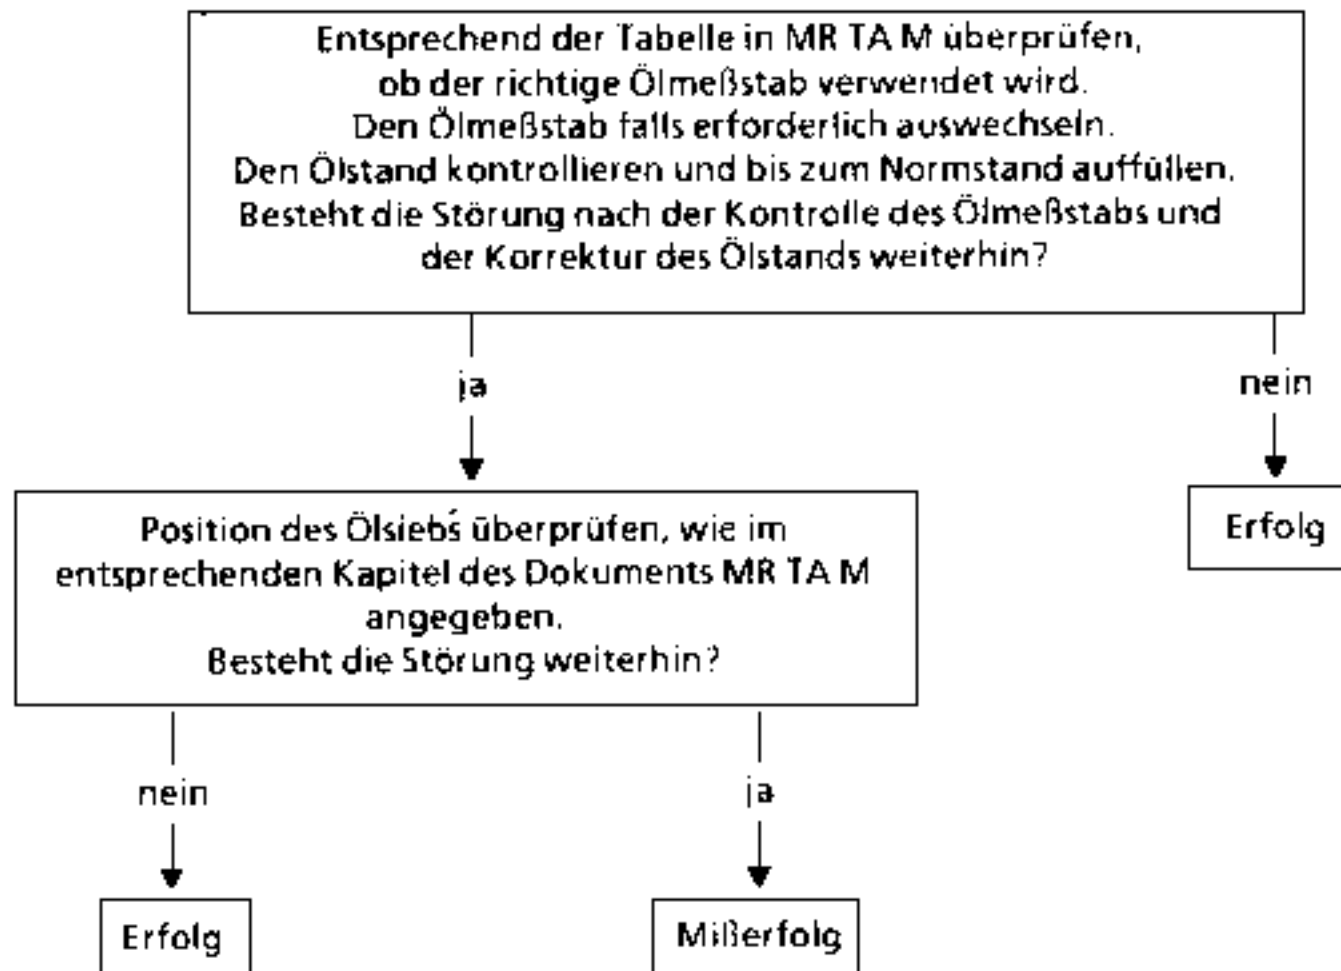 Entsprechend der Tabelle in MR TA M überprüfen,
ob der richtige Ölmeßstab verwendet wird.
Den Ölmeßstab falls erforderlich auswechseln.
Den Ölstand kontrollieren und bis zum Normstand auffüllen.
Besteht die Störung nach der Kontrolle des Ölmeßstabs und
der Korrektur des Ölstands weiterhin?
ja
nein
Position des Ölsiebs überprüfen, wie im
entsprechenden Kapitel des Dokuments MR TA M
angegeben.
Besteht die Störung weiterhin?
Erfolg
nein
ja
Erfolg
Mißerfolg